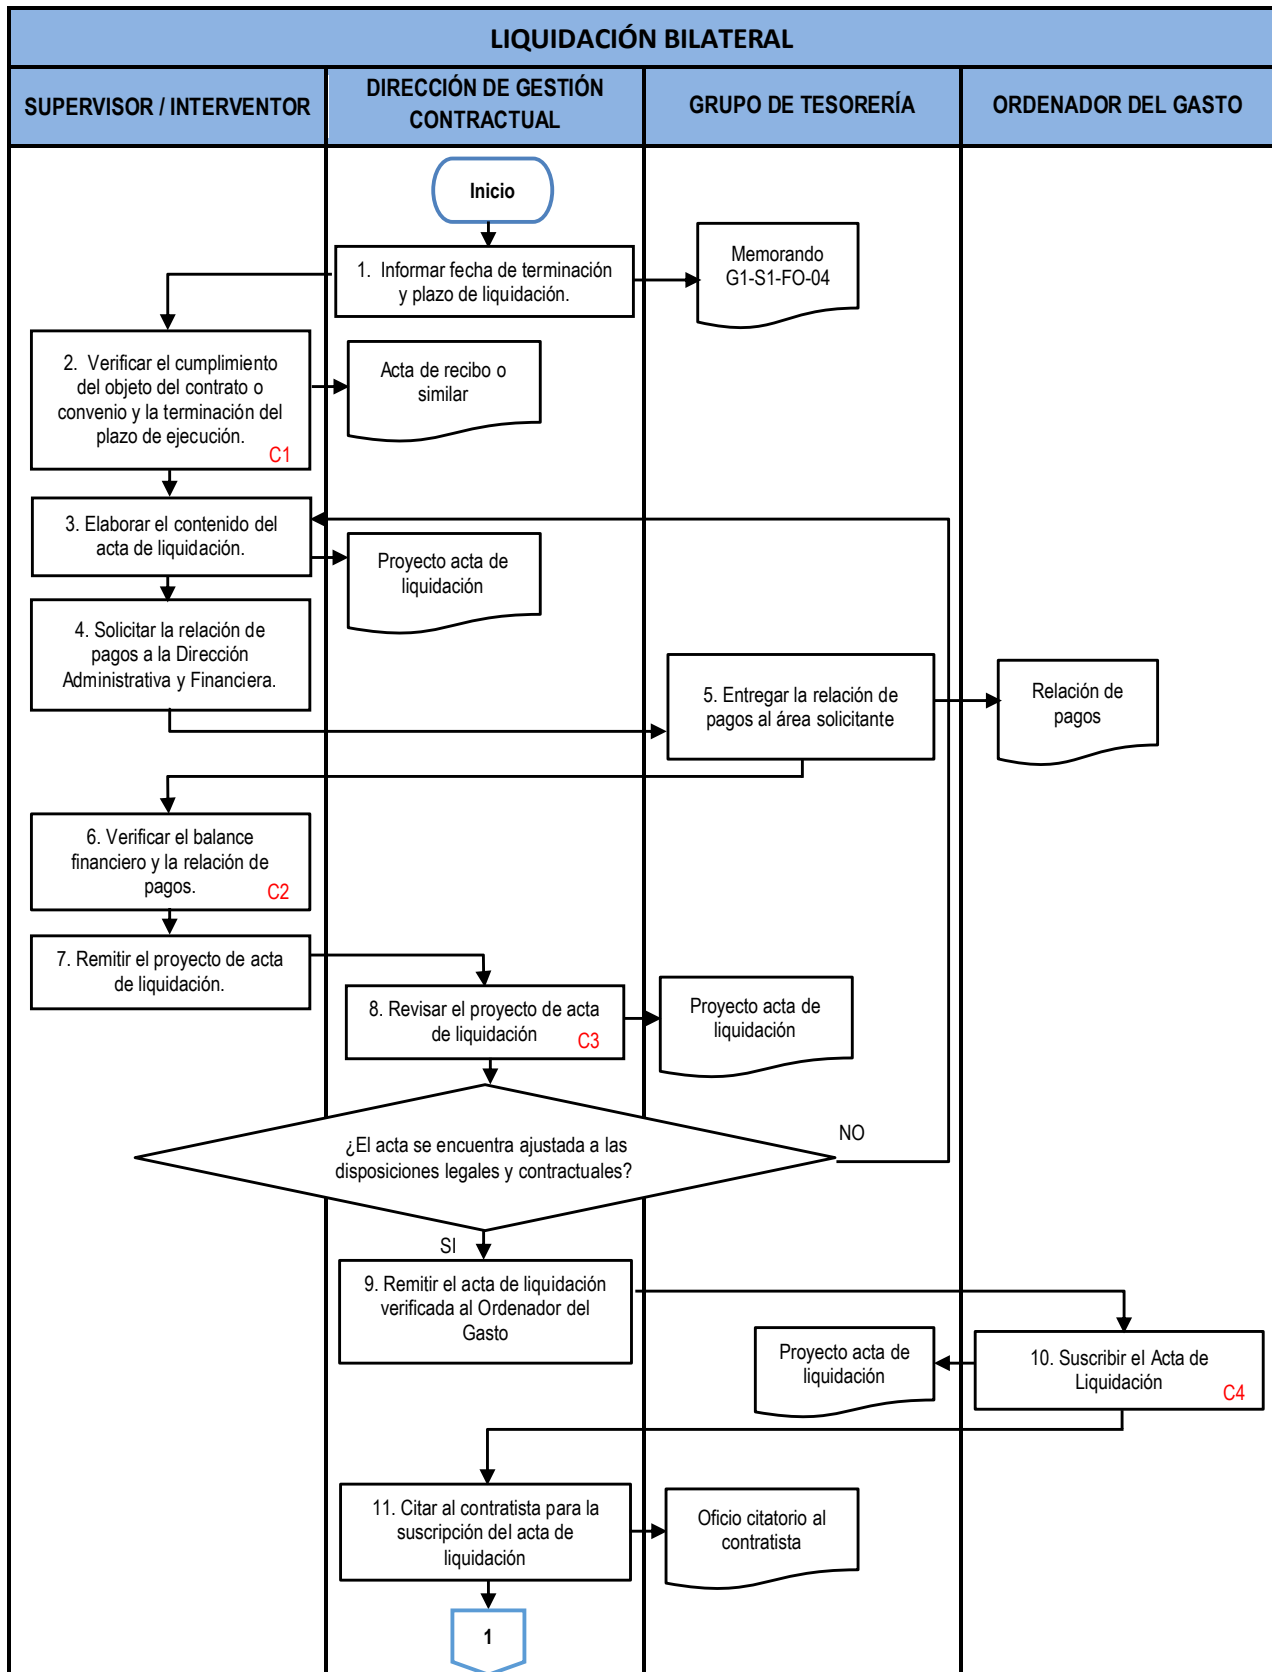 LIQUIDACIÓN BILATERAL
SUPERVISOR / INTERVENTOR
DIRECCIÓN DE GESTIÓN
CONTRACTUAL
GRUPO DE TESORERÍA
ORDENADOR DEL GASTO
Inicio
1. Informar fecha de terminación
y plazo de liquidación.
Memorando
G1-S1-FO-04
2. Verificar el cumplimiento
del objeto del contrato o
convenio y la terminación del
plazo de ejecución.
C1
Acta de recibo o
similar
3. Elaborar el contenido del
acta de liquidación.
Proyecto acta de
liquidación
4. Solicitar la relación de
pagos a la Dirección
Administrativa y Financiera.
5. Entregar la relación de
pagos al área solicitante
Relación de
pagos
6. Verificar el balance
financiero y la relación de
pagos.
C2
7. Remitir el proyecto de acta
de liquidación.
8. Revisar el proyecto de acta
de liquidación
C3
Proyecto acta de
liquidación
¿El acta se encuentra ajustada a las
disposiciones legales y contractuales?
NO
SI
9. Remitir el acta de liquidación
verificada al Ordenador del
Gasto
Proyecto acta de
liquidación
10. Suscribir el Acta de
Liquidación
C4
11. Citar al contratista para la
suscripción del acta de
liquidación
Oficio citatorio al
contratista
1